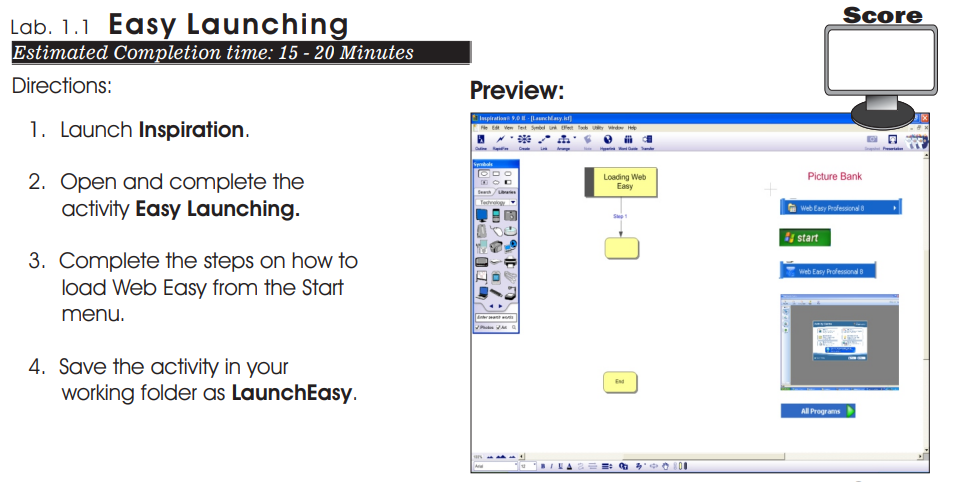 Lab. 1.1 Easy Launching
Score
Estimated Completion time: 15 - 20 Minutes
Directions:
Preview:
1. Launch Inspiration.
2. Open and complete the
activity Easy Launching.
3. Complete the steps on how to
load Web Easy from the Start
menu.
4. Save the activity in your
working folder as LaunchEasy.
Inspiration® 9.0 IE - [LaunchEasy.isf]
File Edit View Text Symbol Link Effect Tools Utility Window Help
Outline RapidFire Create Link Arrange Note Hyperlink Word Guide Transfer
Snapshot Presentation
Symbols
Search Libraries
Technology
Enter search words
Photos Art
Loading Web
Easy
Step 1
End
Picture Bank
Web Easy Professional 8
start
Web Easy Professional 8
All Programs
100%
Arial 12 B I U A